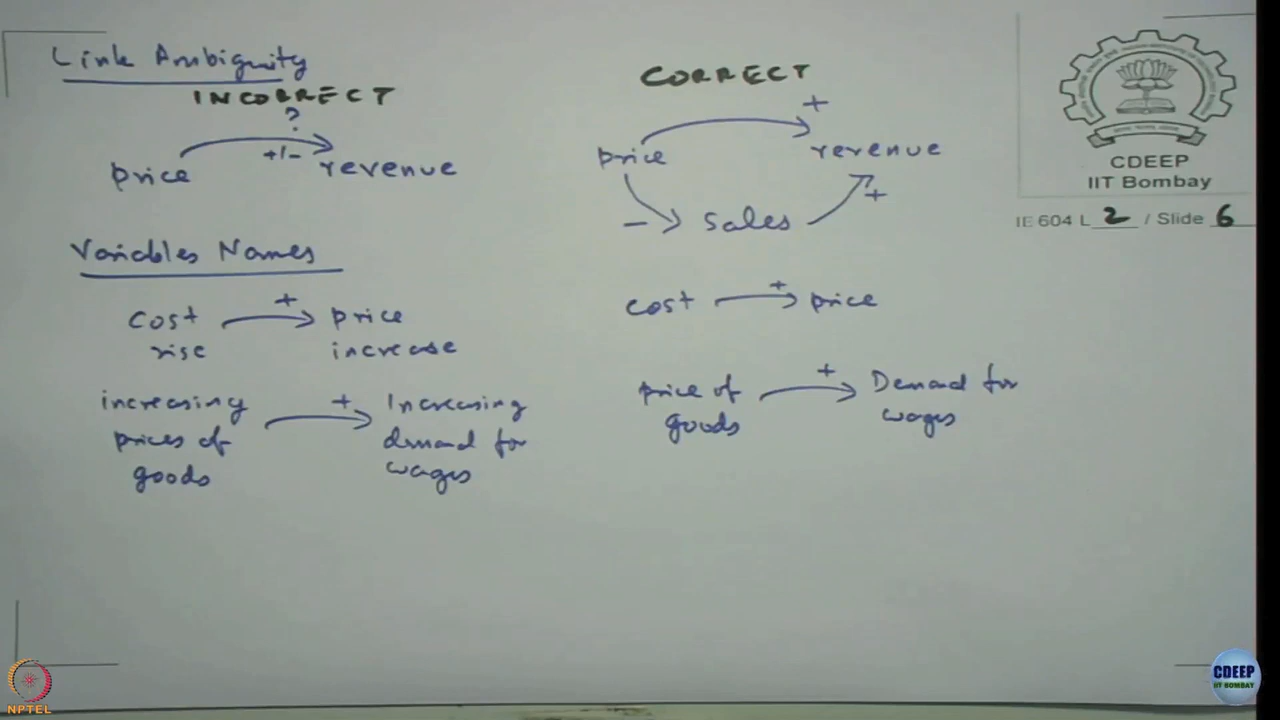 Link Ambiguity
INCORRECT
?
+/-
price
revenue
CORRECT
+
price
revenue
+
- sales
Variables Names
cost
rise
+
price
increase
cost
+
price
increasing
prices of
goods
+
Increasing
demand for
wages
price of
goods
+
Demand for
wages
CDEEP
IIT Bombay
IE 604 L 2 / Slide 6
NPTEL
CDEEP
IIT BOMBAY